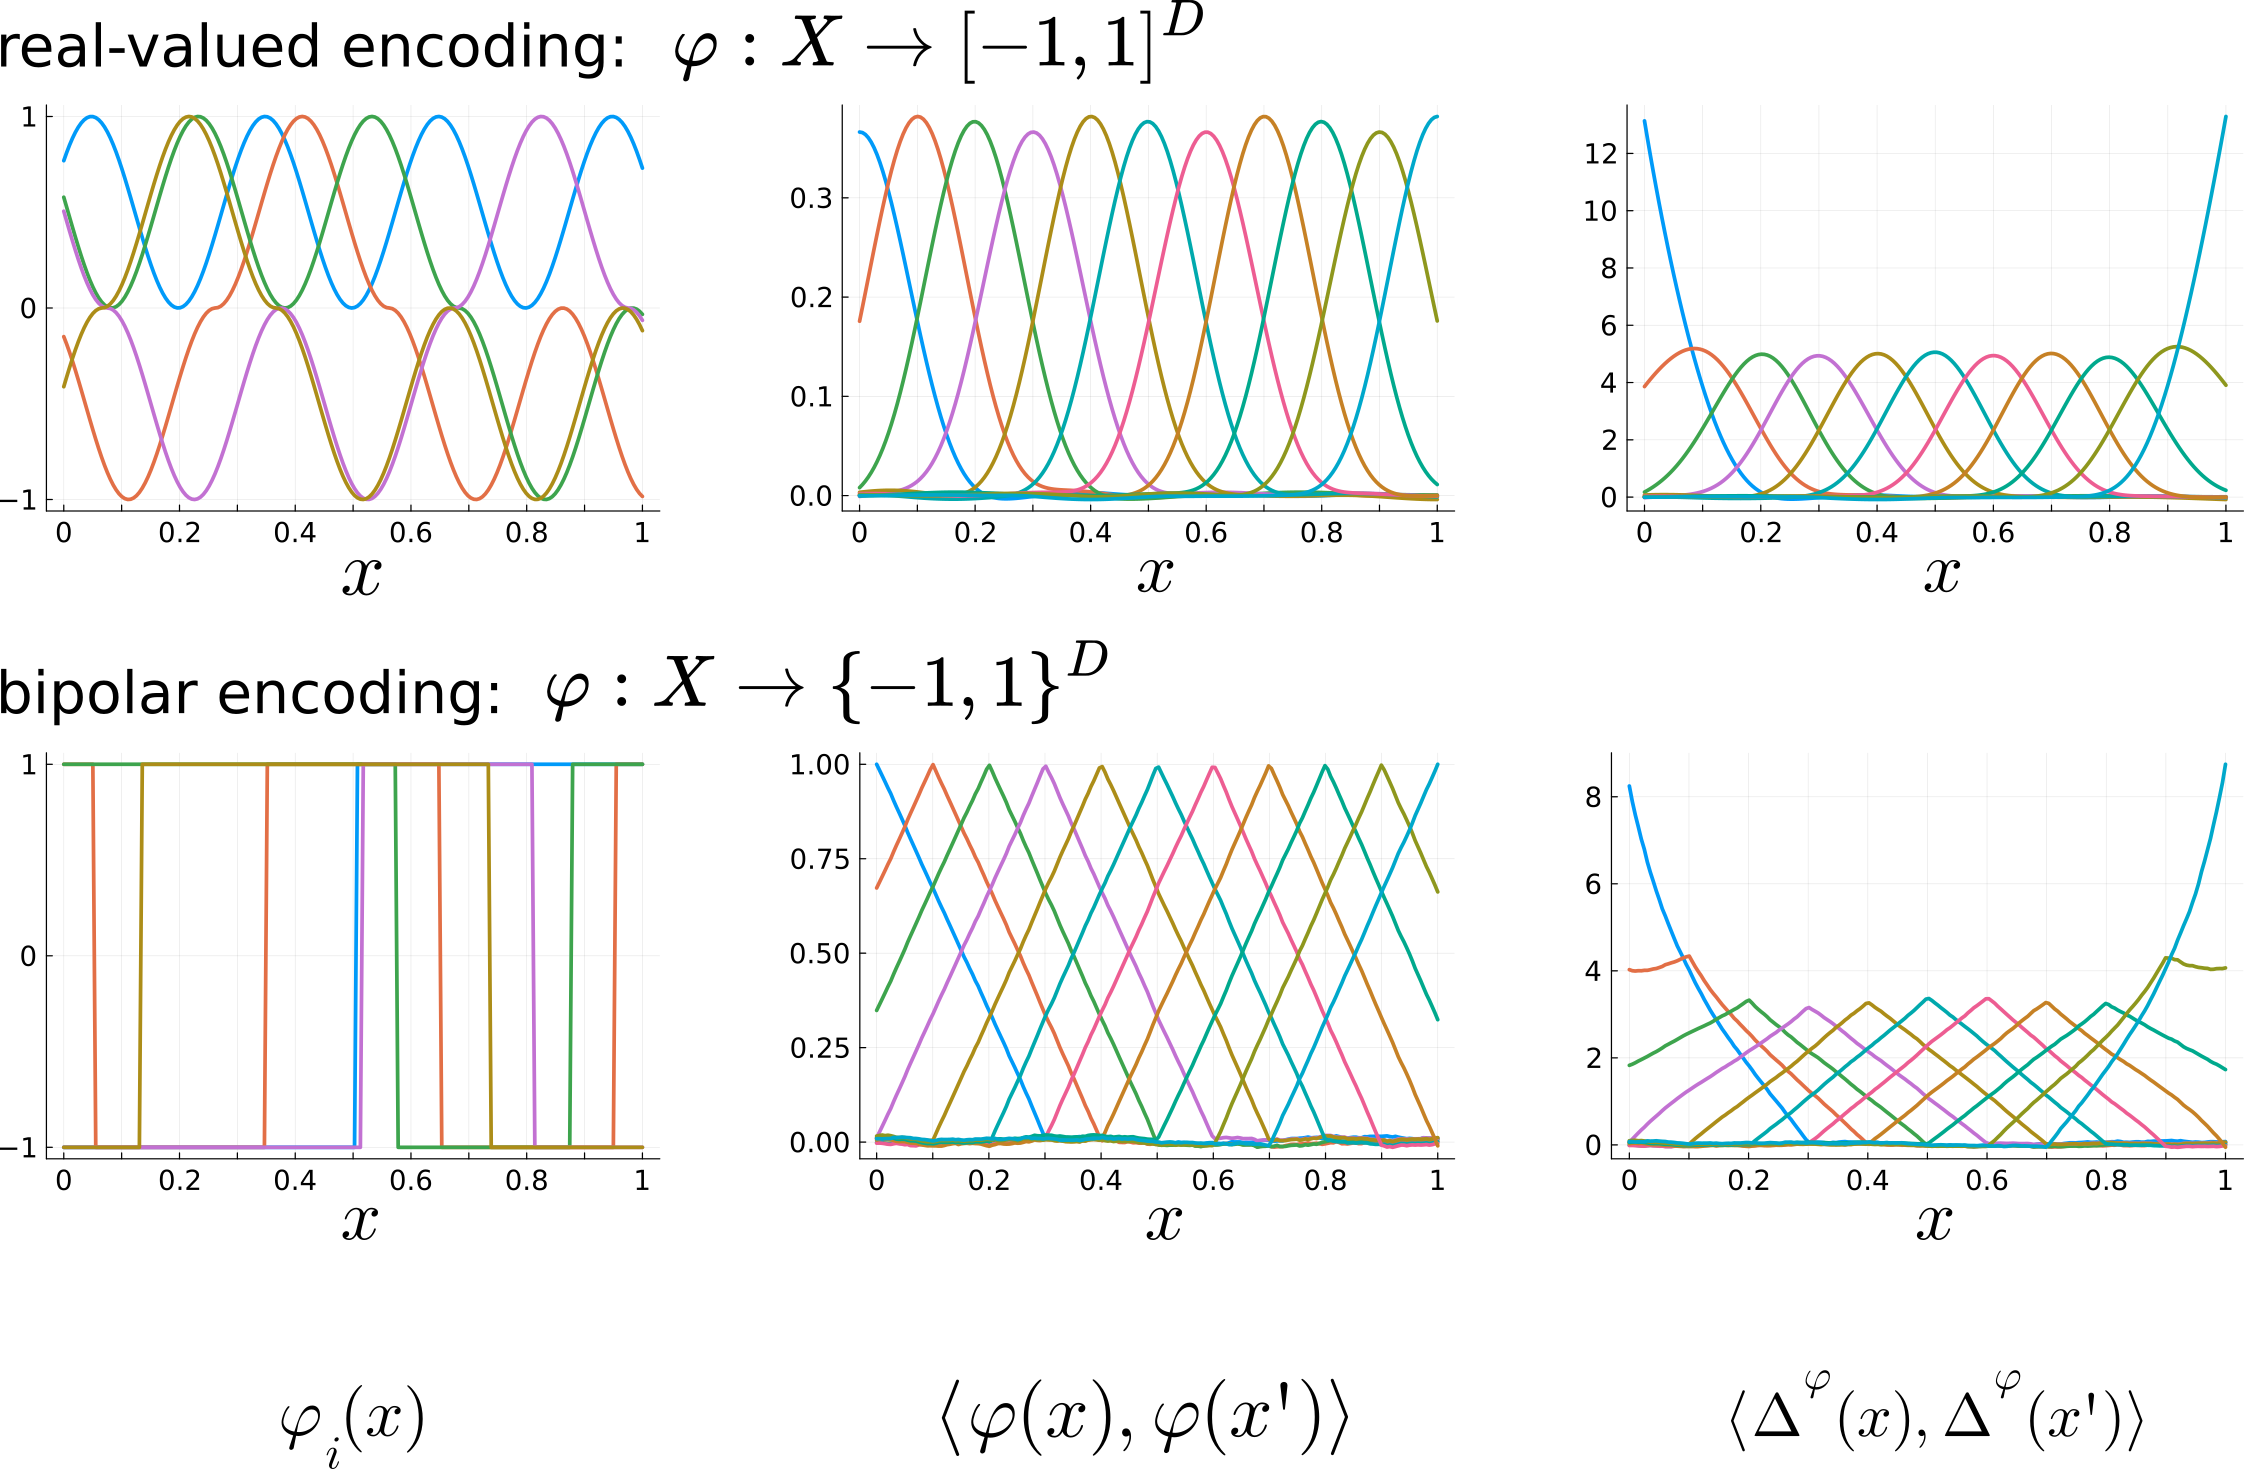 real-valued encoding: φ : X → [−1, 1]^D
1
0
−1
0 0.2 0.4 0.6 0.8 1
x
0.3
0.2
0.1
0.0
0 0.2 0.4 0.6 0.8 1
x
12
10
8
6
4
2
0
0 0.2 0.4 0.6 0.8 1
x
bipolar encoding: φ : X → {−1, 1}^D
1
0
−1
0 0.2 0.4 0.6 0.8 1
x
1.00
0.75
0.50
0.25
0.00
0 0.2 0.4 0.6 0.8 1
x
8
6
4
2
0
0 0.2 0.4 0.6 0.8 1
x
φ_i(x)
⟨φ(x), φ(x')⟩
⟨Δ^φ(x), Δ^φ(x')⟩